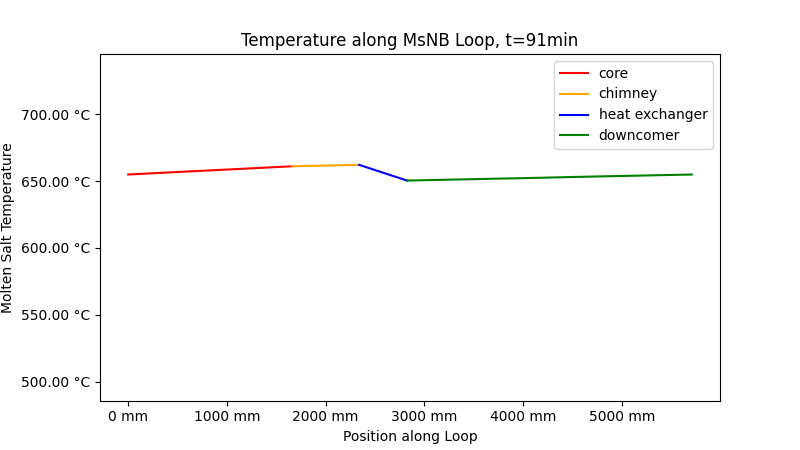 Temperature along MsNB Loop, t=91min
core
chimney
heat exchanger
downcomer
Molten Salt Temperature
700.00 °C
650.00 °C
600.00 °C
550.00 °C
500.00 °C
0 mm
1000 mm
2000 mm
3000 mm
4000 mm
5000 mm
Position along Loop